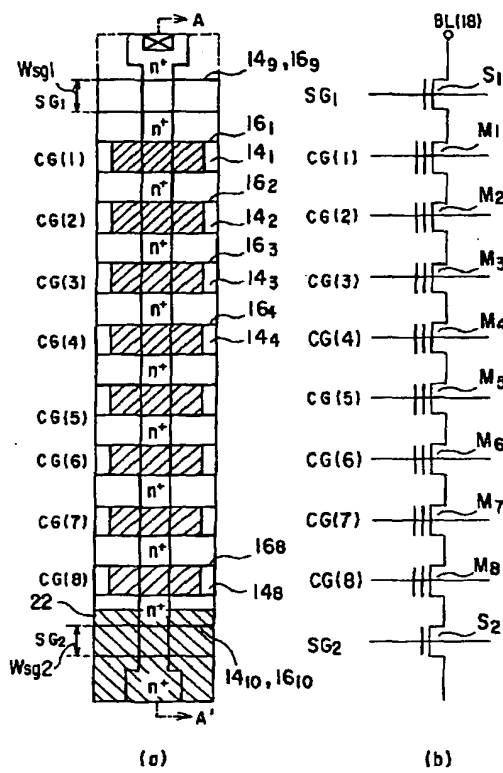 A
BL(18)
Wsg1
n+
14₉, 16₉
SG₁
SG₁
S₁
n+
16₁
M₁
CG(1)
14₁
CG(1)
n+
16₂
M₂
CG(2)
14₂
CG(2)
n+
16₃
M₃
CG(3)
14₃
CG(3)
n+
16₄
M₄
CG(4)
14₄
CG(4)
n+
M₅
CG(5)
CG(5)
n+
M₆
CG(6)
CG(6)
n+
M₇
CG(7)
CG(7)
n+
16₈
M₈
CG(8)
14₈
CG(8)
22
n+
S₂
SG₂
SG₂
Wsg2
14₁₀, 16₁₀
n+
A'
(a)
(b)